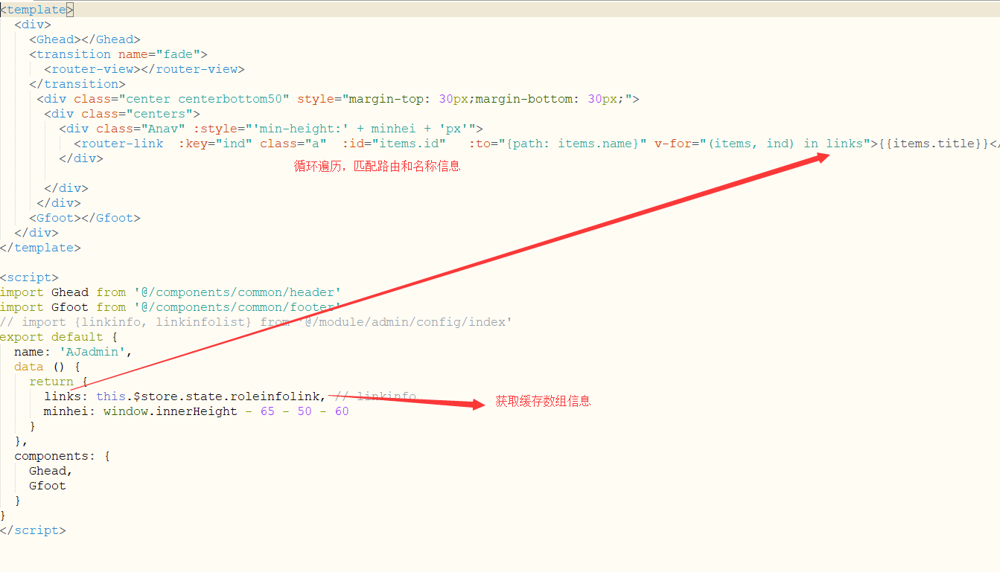 <template>
<div>
<Ghead></Ghead>
<transition name="fade">
<router-view></router-view>
</transition>
<div class="center centerbottom50" style="margin-top: 30px;margin-bottom: 30px;">
<div class="centers">
<div class="Anav" :style="'min-height:' + minhei + 'px'">
<router-link  :key="ind" class="a"  :id="items.id"   :to="{path: items.name}" v-for="(items, ind) in links">{{items.title}}</
</div>
循环遍历，匹配路由和名称信息
</div>
</div>
<Gfoot></Gfoot>
</div>
</template>
<script>
import Ghead from '@/components/common/header'
import Gfoot from '@/components/common/footer'
// import {linkinfo, linkinfolist} from '@/module/admin/config/index'
export default {
name: 'AJadmin',
data () {
return {
links: this.$store.state.roleinfolink, // linkinfo
获取缓存数组信息
minhei: window.innerHeight - 65 - 50 - 60
}
},
components: {
Ghead,
Gfoot
}
}
</script>